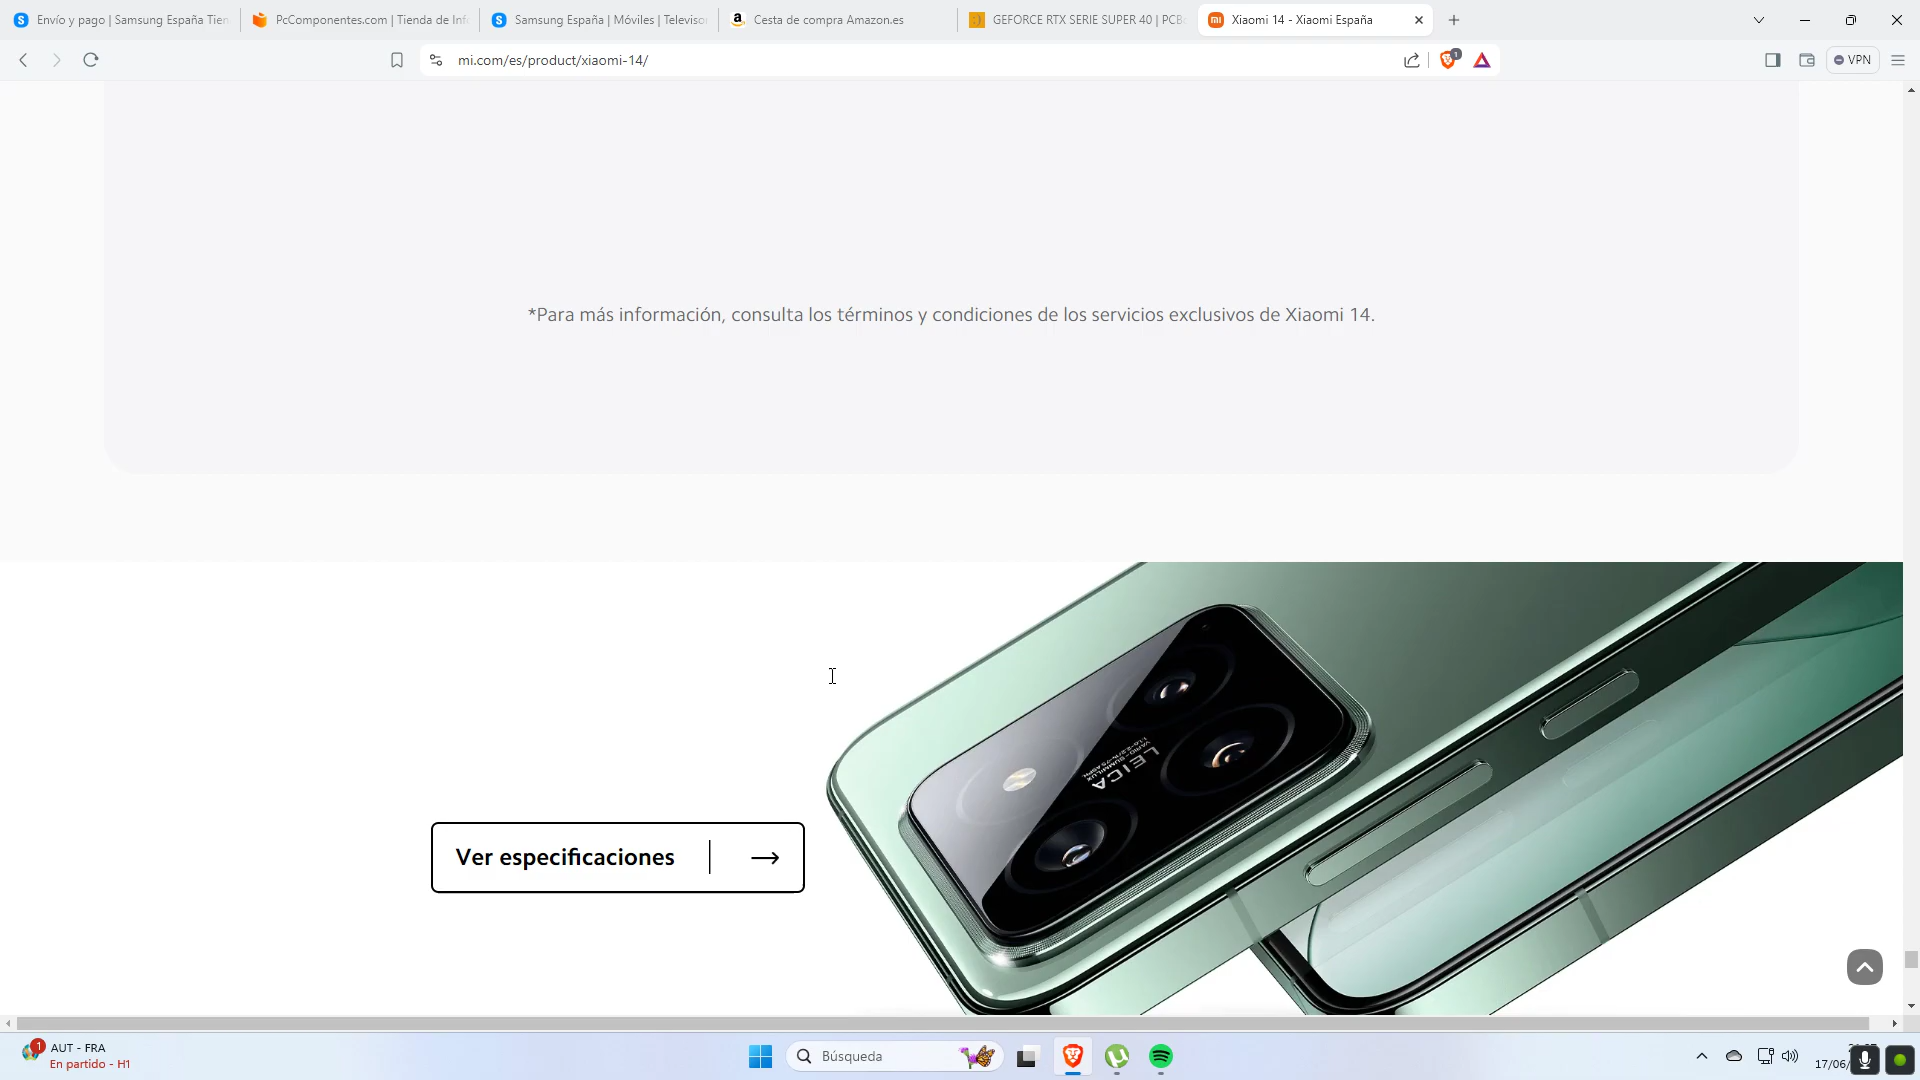 Envío y pago | Samsung España Tien
PcComponentes.com | Tienda de Inf
Samsung España | Móviles | Televiso
Cesta de compra Amazon.es
GEFORCE RTX SERIE SUPER 40 | PCB
Xiaomi 14 - Xiaomi España
mi.com/es/product/xiaomi-14/
1
VPN
*Para más información, consulta los términos y condiciones de los servicios exclusivos de Xiaomi 14.
LEICA
Ver especificaciones
1
AUT - FRA
En partido - H1
Búsqueda
17/06/